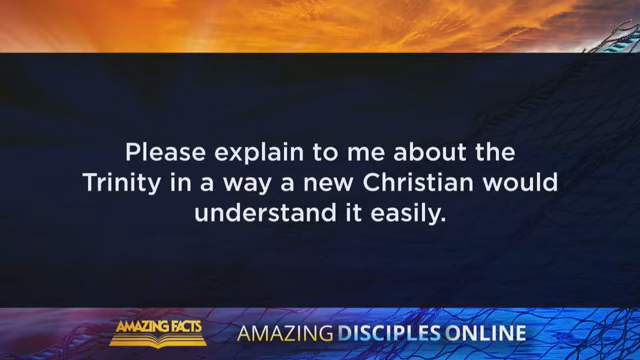 Please explain to me about the
Trinity in a way a new Christian would
understand it easily.
AMAZING FACTS
AMAZING DISCIPLES ONLINE